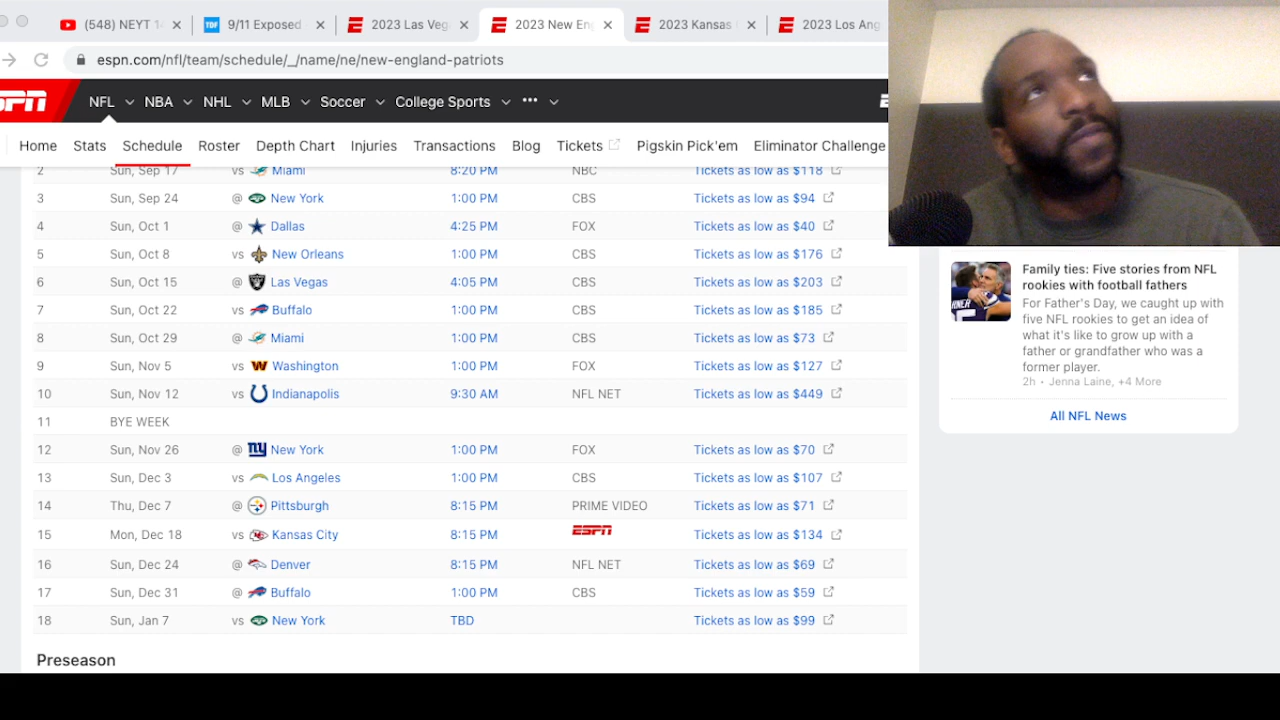 (548) NEYT 1
9/11 Exposed
2023 Las Veg
2023 New En
2023 Kansas
2023 Los Ang
espn.com/nfl/team/schedule/_/name/ne/new-england-patriots
NFL NBA NHL MLB Soccer College Sports •••
Home Stats Schedule Roster Depth Chart Injuries Transactions Blog Tickets Pigskin Pick'em Eliminator Challenge
2 Sun, Sep 17 vs Miami 8:20 PM NBC Tickets as low as $118
3 Sun, Sep 24 @ New York 1:00 PM CBS Tickets as low as $94
4 Sun, Oct 1 @ Dallas 4:25 PM FOX Tickets as low as $40
5 Sun, Oct 8 vs New Orleans 1:00 PM CBS Tickets as low as $176
6 Sun, Oct 15 @ Las Vegas 4:05 PM CBS Tickets as low as $203
7 Sun, Oct 22 vs Buffalo 1:00 PM CBS Tickets as low as $185
8 Sun, Oct 29 @ Miami 1:00 PM CBS Tickets as low as $73
9 Sun, Nov 5 vs Washington 1:00 PM FOX Tickets as low as $127
10 Sun, Nov 12 vs Indianapolis 9:30 AM NFL NET Tickets as low as $449
11 BYE WEEK
12 Sun, Nov 26 @ New York 1:00 PM FOX Tickets as low as $70
13 Sun, Dec 3 vs Los Angeles 1:00 PM CBS Tickets as low as $107
14 Thu, Dec 7 @ Pittsburgh 8:15 PM PRIME VIDEO Tickets as low as $71
15 Mon, Dec 18 vs Kansas City 8:15 PM ESPN Tickets as low as $134
16 Sun, Dec 24 @ Denver 8:15 PM NFL NET Tickets as low as $69
17 Sun, Dec 31 @ Buffalo 1:00 PM CBS Tickets as low as $59
18 Sun, Jan 7 vs New York TBD Tickets as low as $99
Preseason
Family ties: Five stories from NFL
rookies with football fathers
For Father's Day, we caught up with
five NFL rookies to get an idea of
what it's like to grow up with a
father or grandfather who was a
former player.
2h • Jenna Laine, +4 More
All NFL News